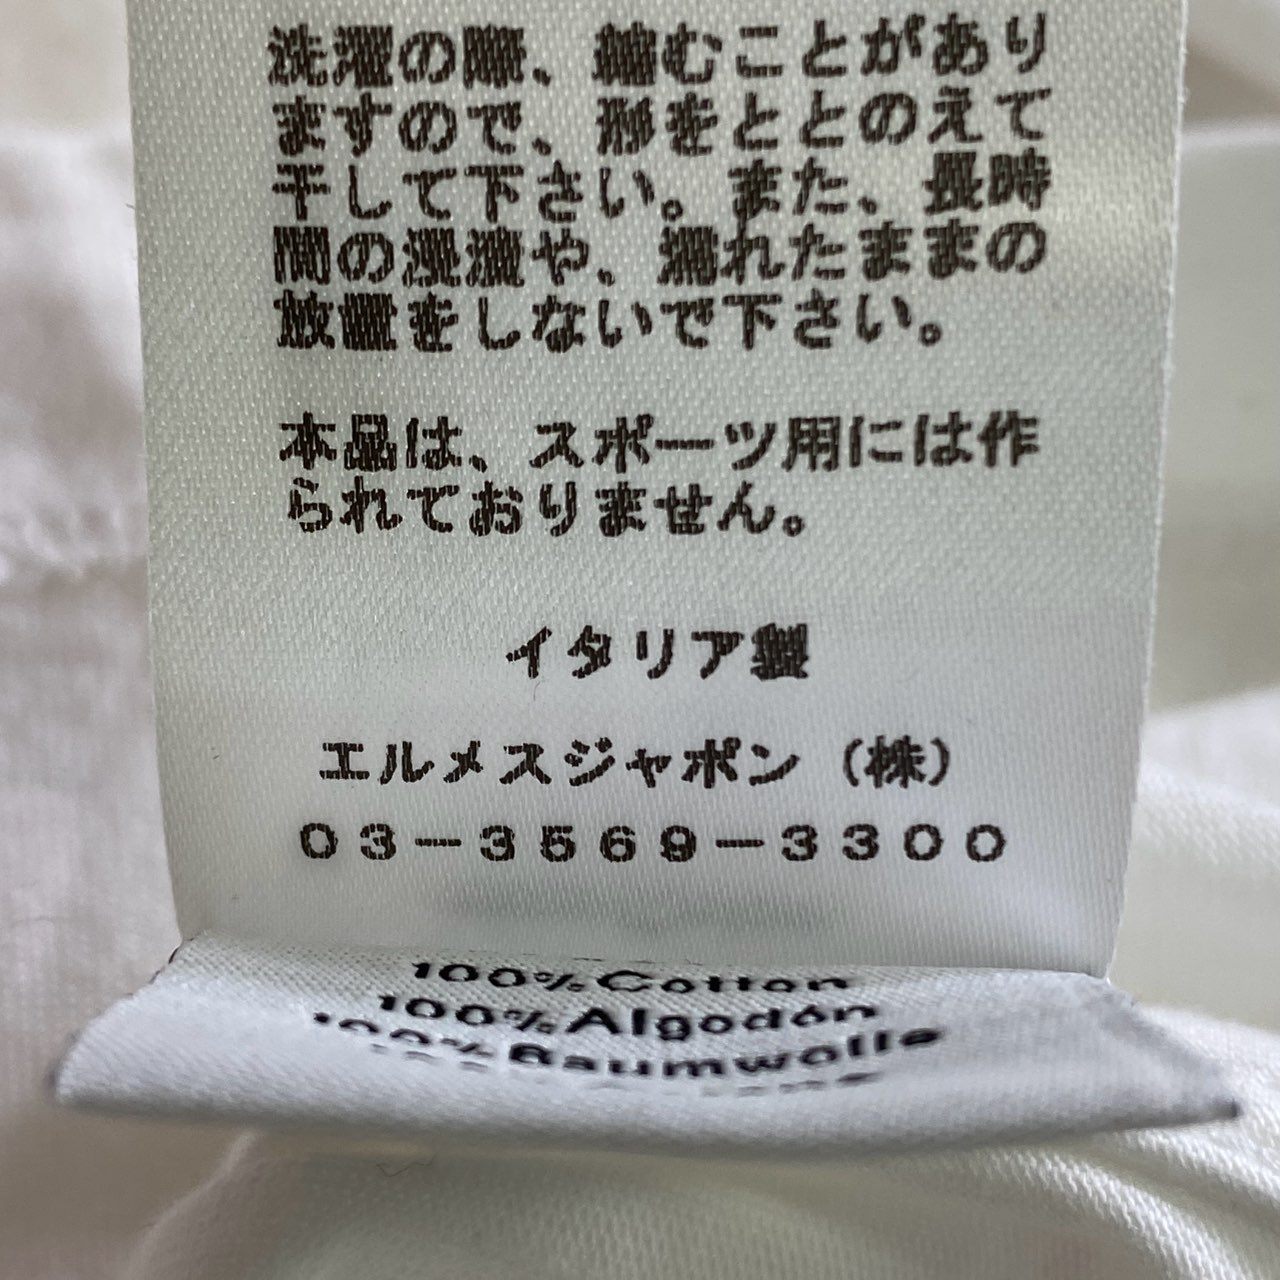 洗濯の際、縮むことがあり
ますので、形をととのえて
干して下さい。また、長時
間の浸漬や、濡れたままの
放置をしないで下さい。
本品は、スポーツ用には作
られておりません。
イタリア製
エルメスジャポン（株）
03-3569-3300
100%Cotton
100%Algodón
100%Baumwolle